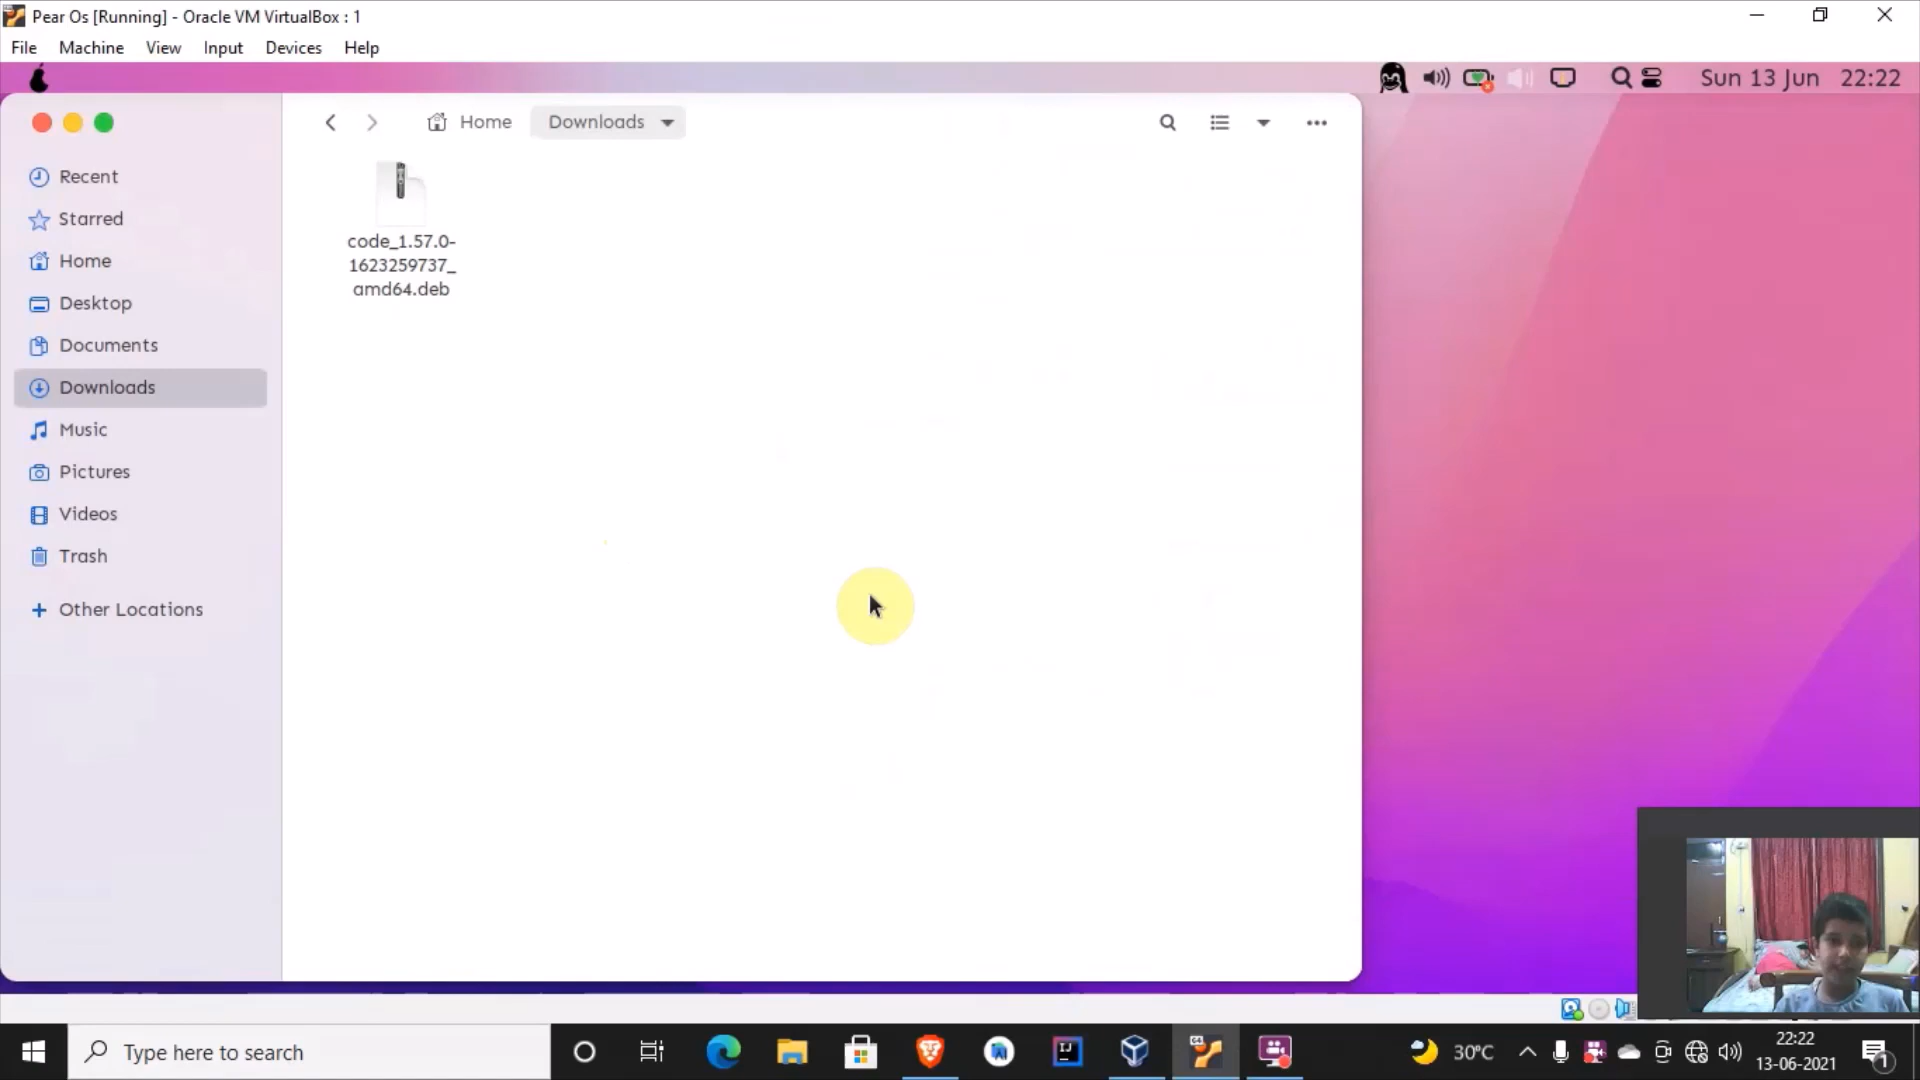 Pear Os [Running] - Oracle VM VirtualBox : 1
File Machine View Input Devices Help
Sun 13 Jun 22:22
Home Downloads
Recent
Starred
Home
Desktop
Documents
Downloads
Music
Pictures
Videos
Trash
Other Locations
code_1.57.0-
1623259737_
amd64.deb
Type here to search
30°C
22:22
13-06-2021
1